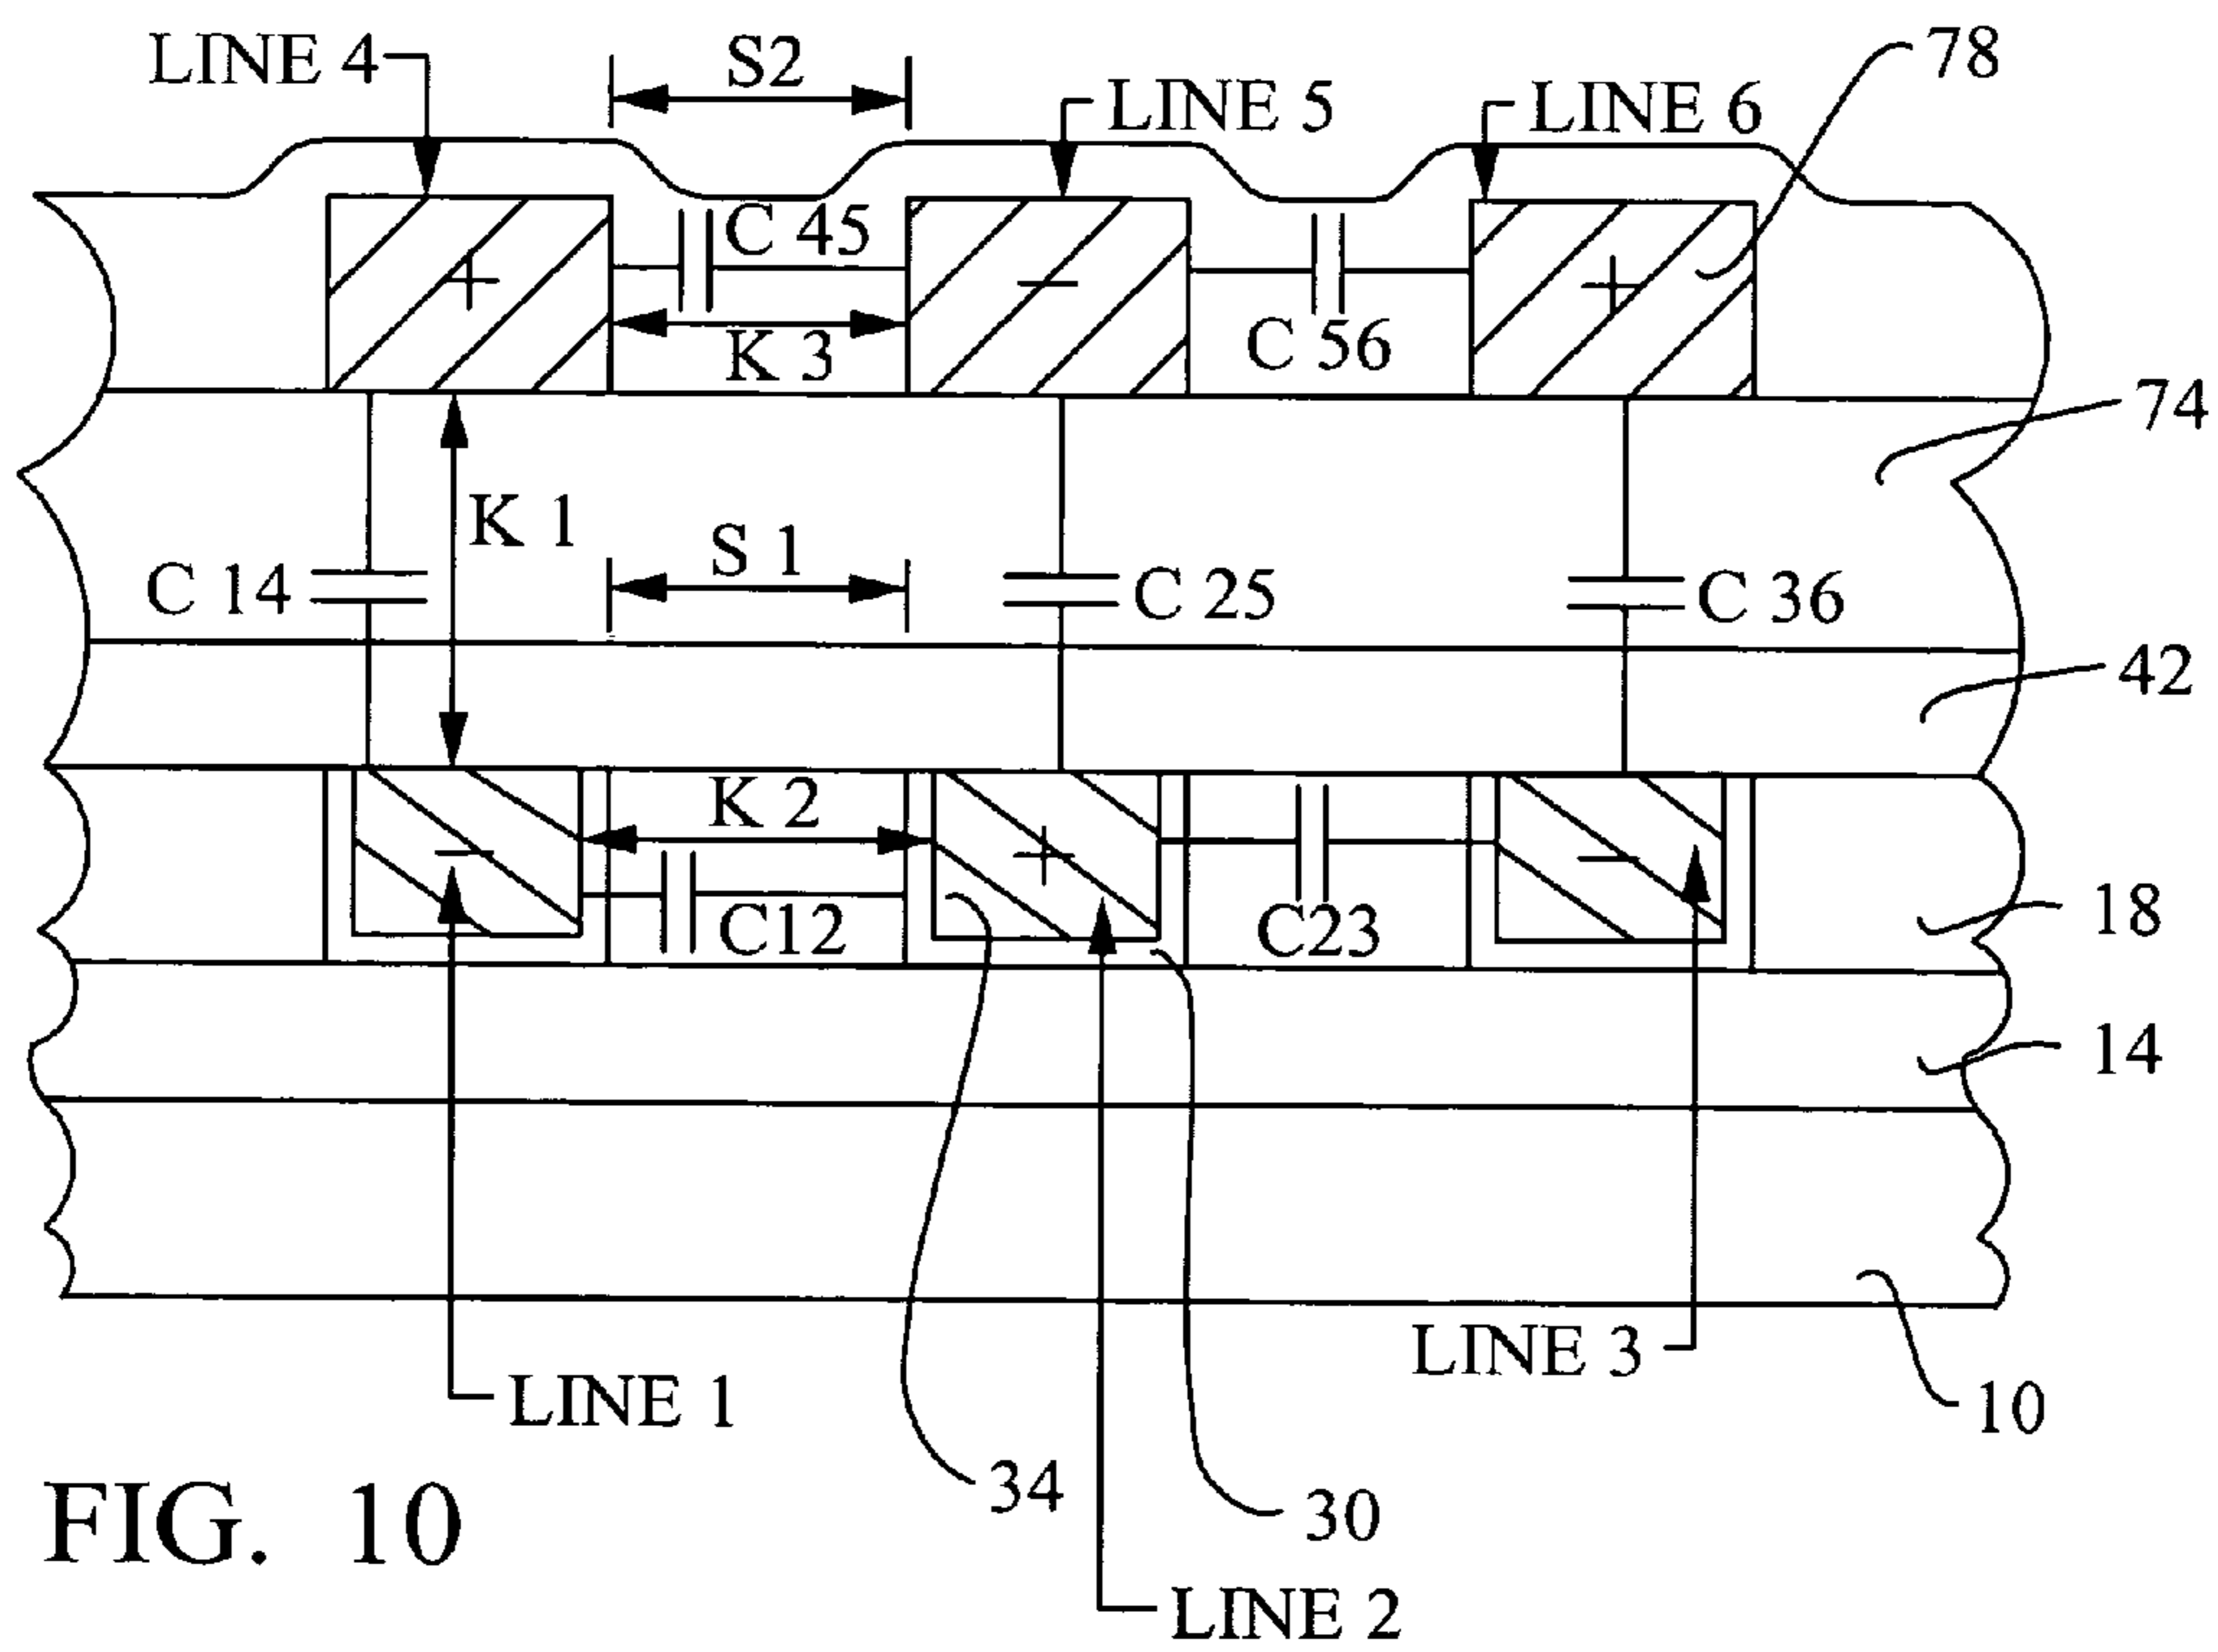 LINE 4
S2
LINE 5
LINE 6
78
C 45
+
−
+
K 3
C 56
74
K 1
S 1
C 14
C 25
C 36
42
K 2
−
+
−
C12
C23
18
14
LINE 3
LINE 1
10
34
30
FIG. 10
LINE 2